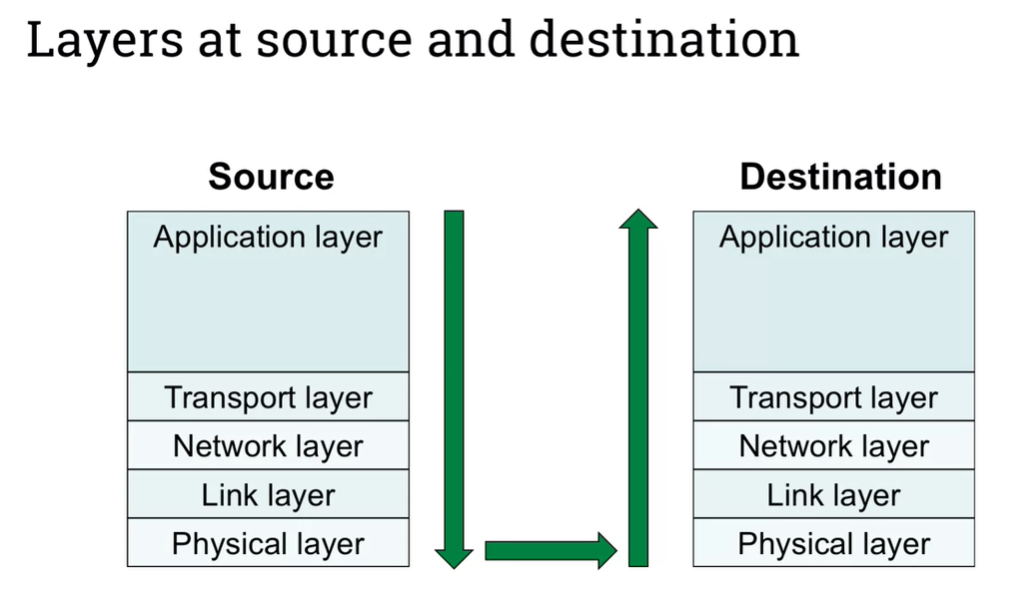 Layers at source and destination
Source
Application layer
Transport layer
Network layer
Link layer
Physical layer
Destination
Application layer
Transport layer
Network layer
Link layer
Physical layer